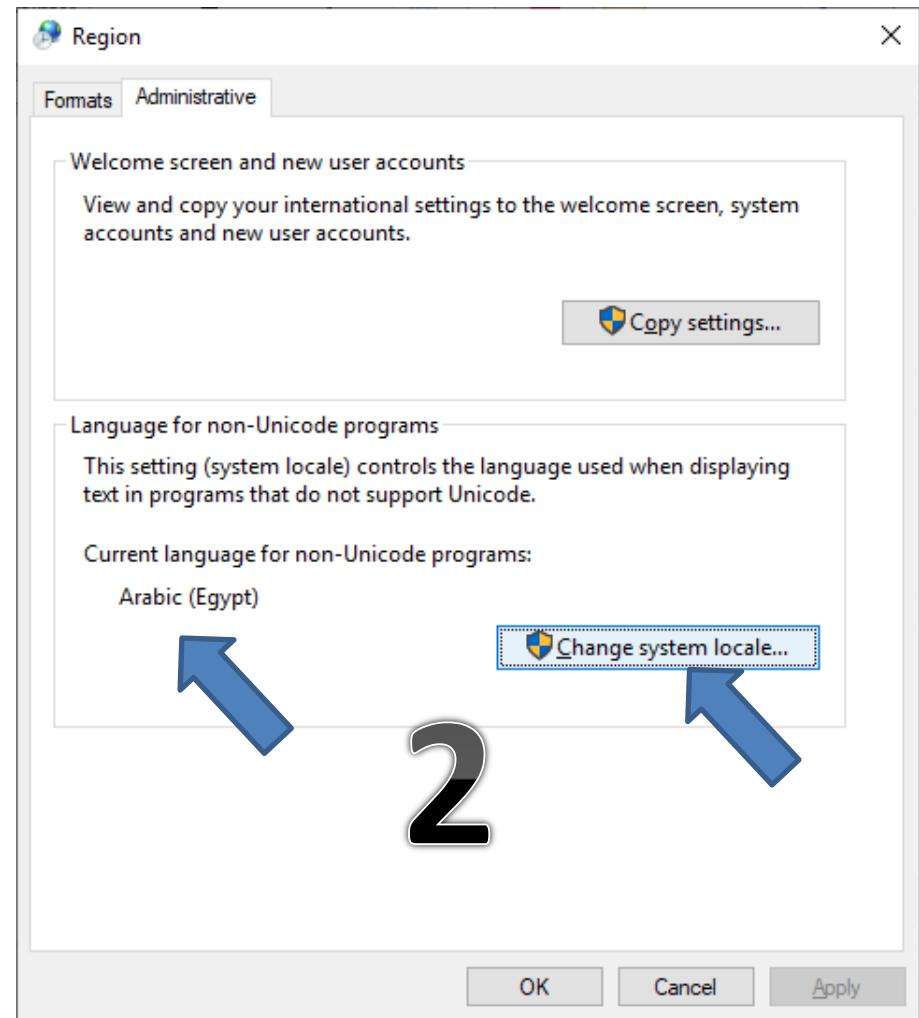 Region
Formats
Administrative
Welcome screen and new user accounts
View and copy your international settings to the welcome screen, system
accounts and new user accounts.
Copy settings...
Language for non-Unicode programs
This setting (system locale) controls the language used when displaying
text in programs that do not support Unicode.
Current language for non-Unicode programs:
Arabic (Egypt)
Change system locale...
2
OK
Cancel
Apply